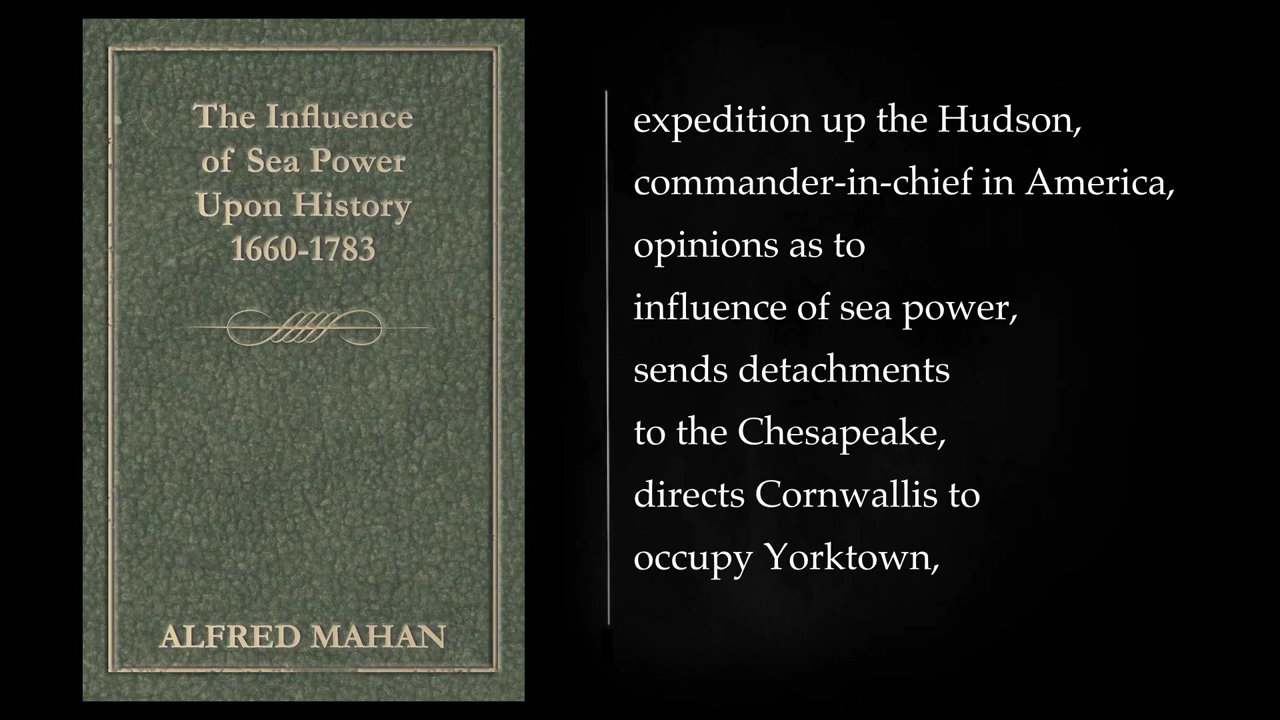 The Influence
of Sea Power
Upon History
1660-1783
ALFRED MAHAN
expedition up the Hudson,
commander-in-chief in America,
opinions as to
influence of sea power,
sends detachments
to the Chesapeake,
directs Cornwallis to
occupy Yorktown,